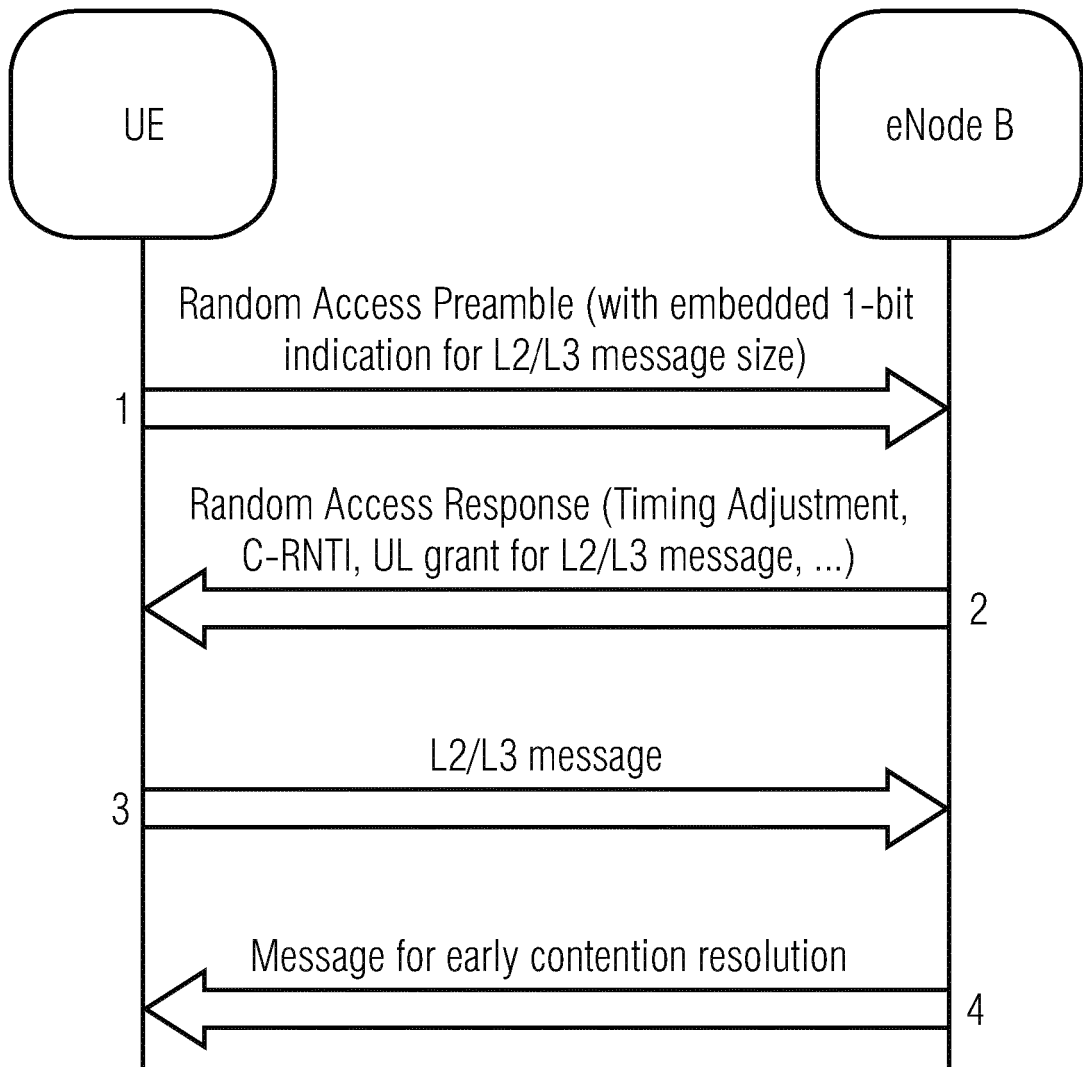 UE
eNode B
Random Access Preamble (with embedded 1-bit
indication for L2/L3 message size)
1
Random Access Response (Timing Adjustment,
C-RNTI, UL grant for L2/L3 message, ...)
2
L2/L3 message
3
Message for early contention resolution
4